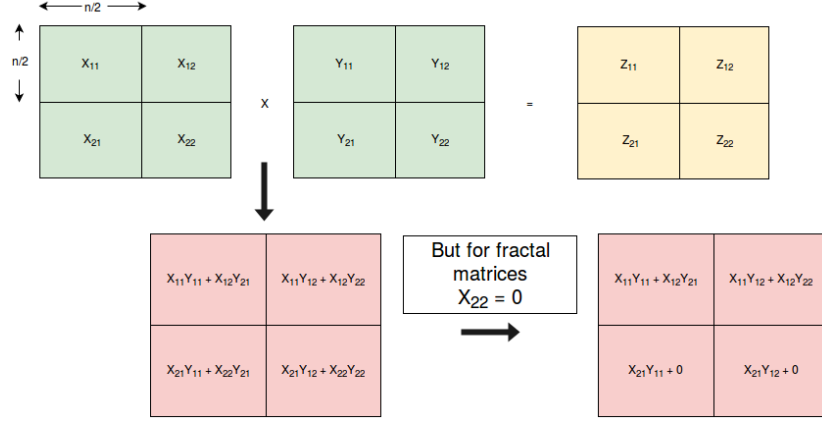 n/2
n/2
X₁₁ X₁₂
X₂₁ X₂₂
X
Y₁₁ Y₁₂
Y₂₁ Y₂₂
=
Z₁₁ Z₁₂
Z₂₁ Z₂₂
X₁₁Y₁₁ + X₁₂Y₂₁ X₁₁Y₁₂ + X₁₂Y₂₂
X₂₁Y₁₁ + X₂₂Y₂₁ X₂₁Y₁₂ + X₂₂Y₂₂
But for fractal
matrices
X₂₂ = 0
X₁₁Y₁₁ + X₁₂Y₂₁ X₁₁Y₁₂ + X₁₂Y₂₂
X₂₁Y₁₁ + 0 X₂₁Y₁₂ + 0